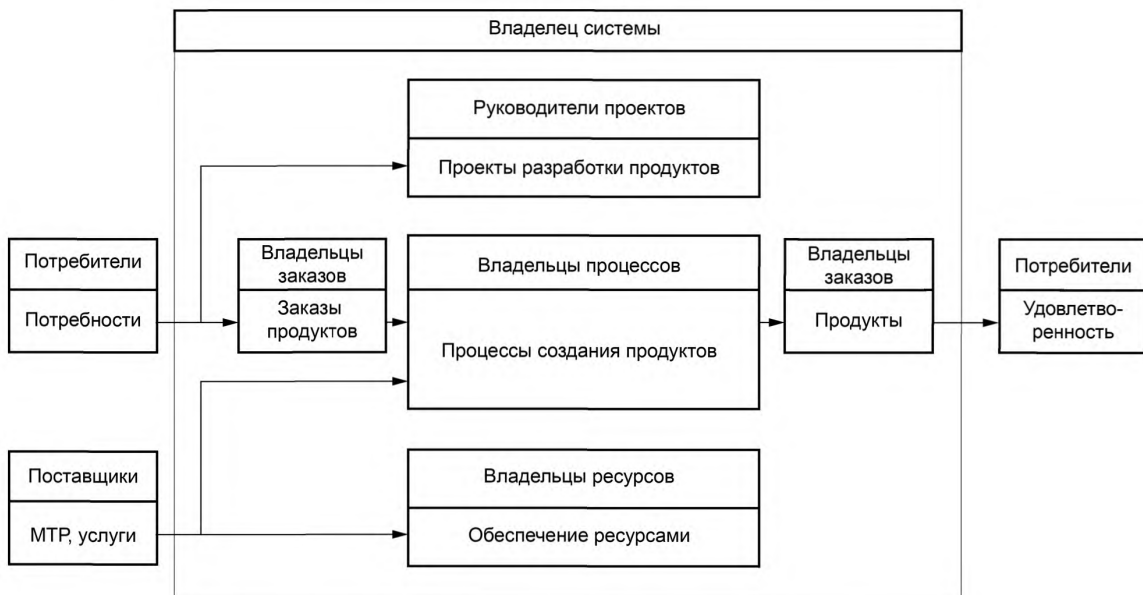 Владелец системы
Руководители проектов
Проекты разработки продуктов
Потребители
Потребности
Владельцы
заказов
Заказы
продуктов
Владельцы процессов
Процессы создания продуктов
Владельцы
заказов
Продукты
Потребители
Удовлетво-
ренность
Поставщики
МТР, услуги
Владельцы ресурсов
Обеспечение ресурсами